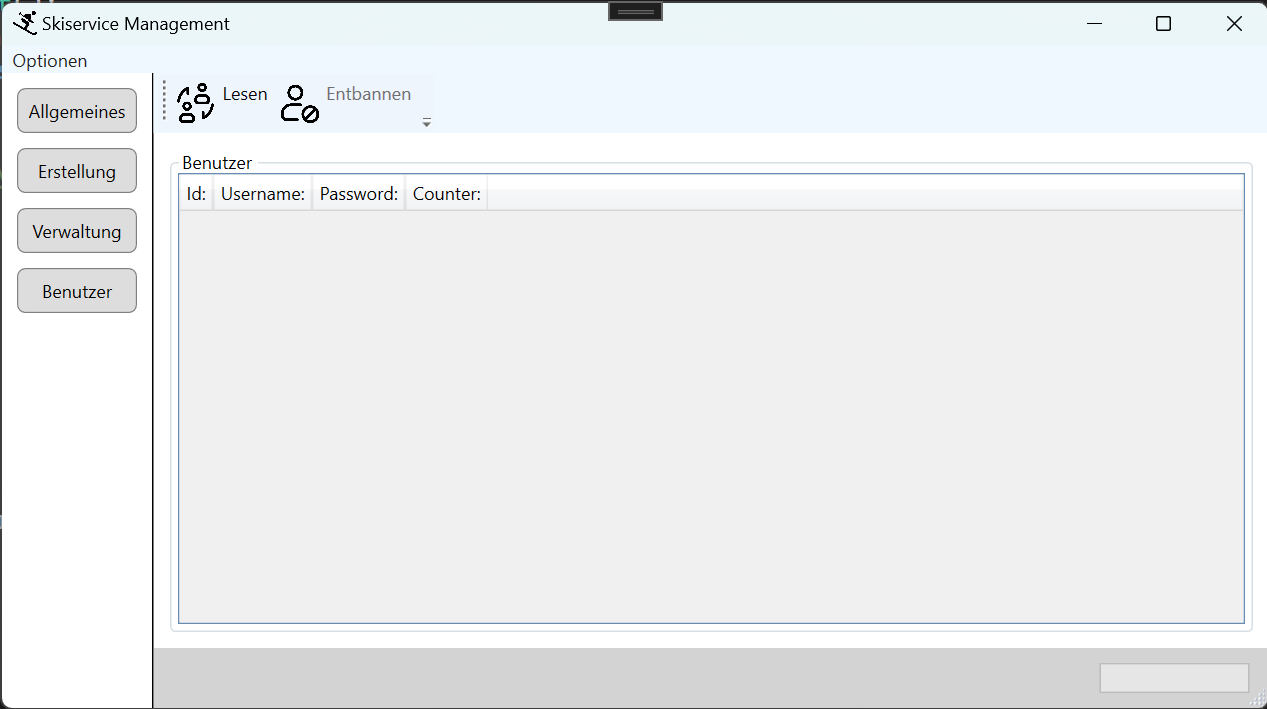 Skiservice Management
Optionen
Allgemeines
Erstellung
Verwaltung
Benutzer
Lesen Entbannen
Benutzer
Id: Username: Password: Counter: